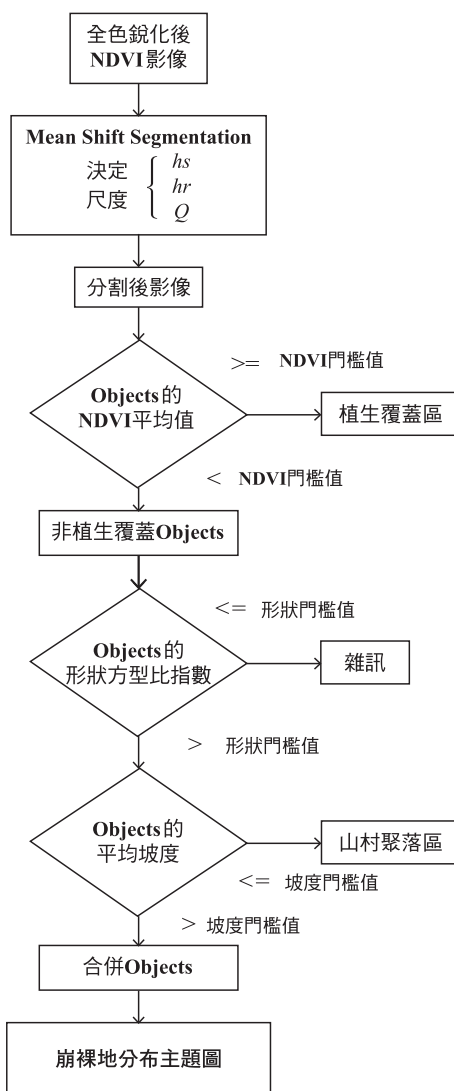 全色銳化後
NDVI影像
Mean Shift Segmentation
決定
尺度
hs
hr
Q
分割後影像
>= NDVI門檻值
Objects的
NDVI平均值
植生覆蓋區
< NDVI門檻值
非植生覆蓋Objects
<= 形狀門檻值
Objects的
形狀方型比指數
雜訊
> 形狀門檻值
Objects的
平均坡度
山村聚落區
<= 坡度門檻值
> 坡度門檻值
合併Objects
崩裸地分布主題圖